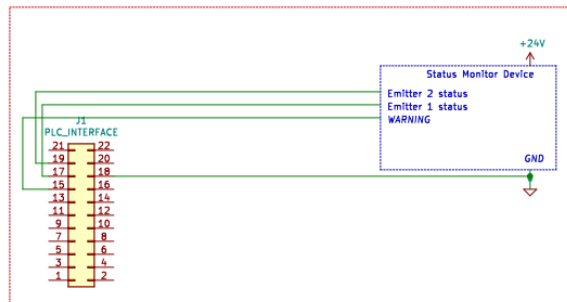 +24V
Status Monitor Device
Emitter 2 status
Emitter 1 status
WARNING
GND
J1
PLC_INTERFACE
21 22
19 20
17 18
15 16
13 14
11 12
9 10
7 8
5 6
3 4
1 2